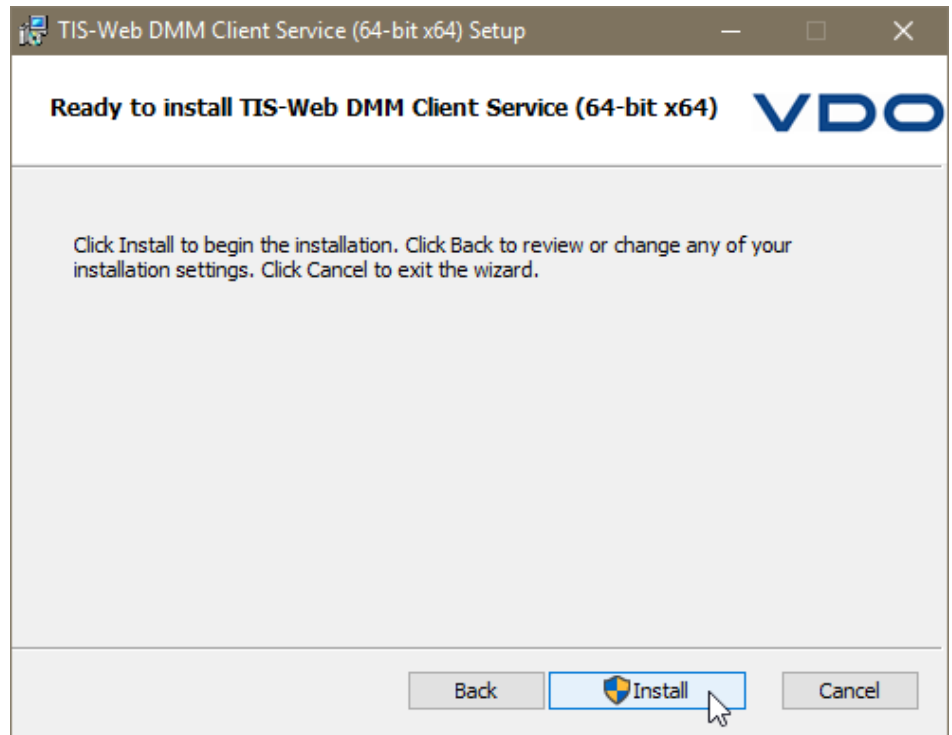 TIS-Web DMM Client Service (64-bit x64) Setup
Ready to install TIS-Web DMM Client Service (64-bit x64)
VDO
Click Install to begin the installation. Click Back to review or change any of your
installation settings. Click Cancel to exit the wizard.
Back
Install
Cancel